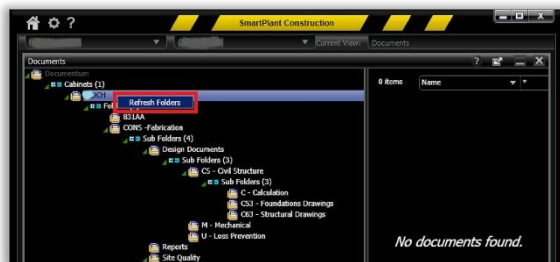 ?
SmartPlant Construction
Current View: Documents
Documents
?
Documentum
Cabinets (1)
Refresh Folders
0 items
Name
831AA
CONS -Fabrication
Sub Folders (4)
Design Documents
Sub Folders (3)
CS - Civil Structure
Sub Folders (3)
C - Calculation
CS3 - Foundations Drawings
C63 - Structural Drawings
M - Mechanical
U - Loss Prevention
Reports
Site Quality
No documents found.